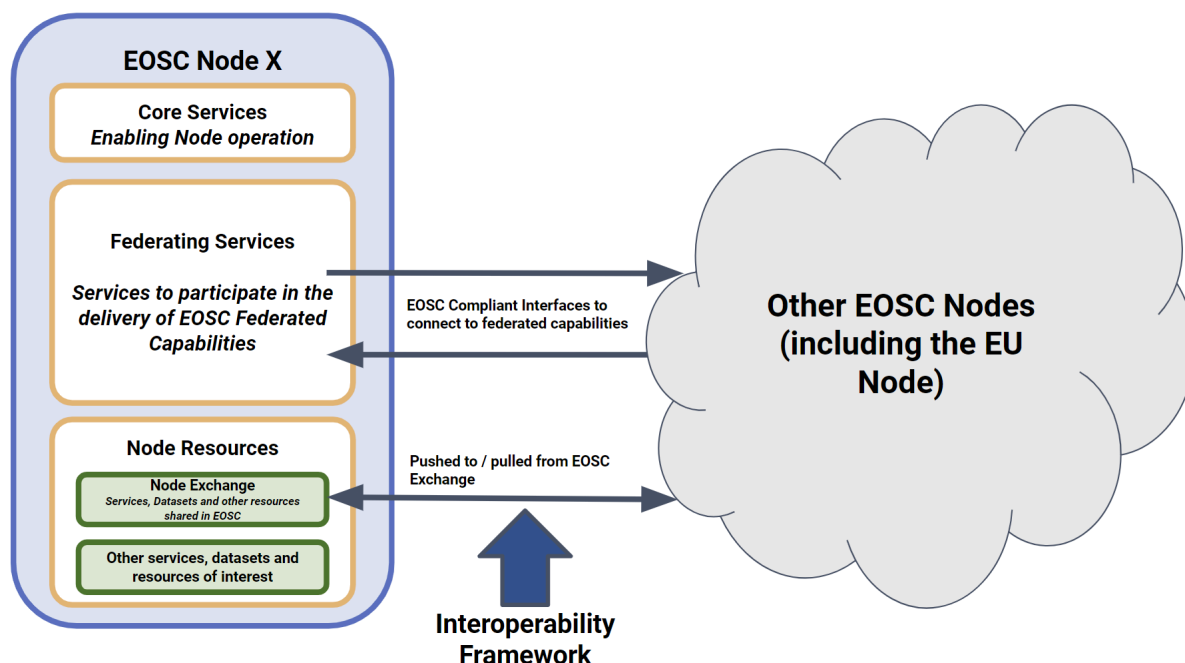 EOSC Node X
Core Services
Enabling Node operation
Federating Services
Services to participate in the
delivery of EOSC Federated
Capabilities
EOSC Compliant Interfaces to
connect to federated capabilities
Other EOSC Nodes
(including the EU
Node)
Node Resources
Node Exchange
Services, Datasets and other resources
shared in EOSC
Other services, datasets and
resources of interest
Pushed to / pulled from EOSC
Exchange
Interoperability
Framework